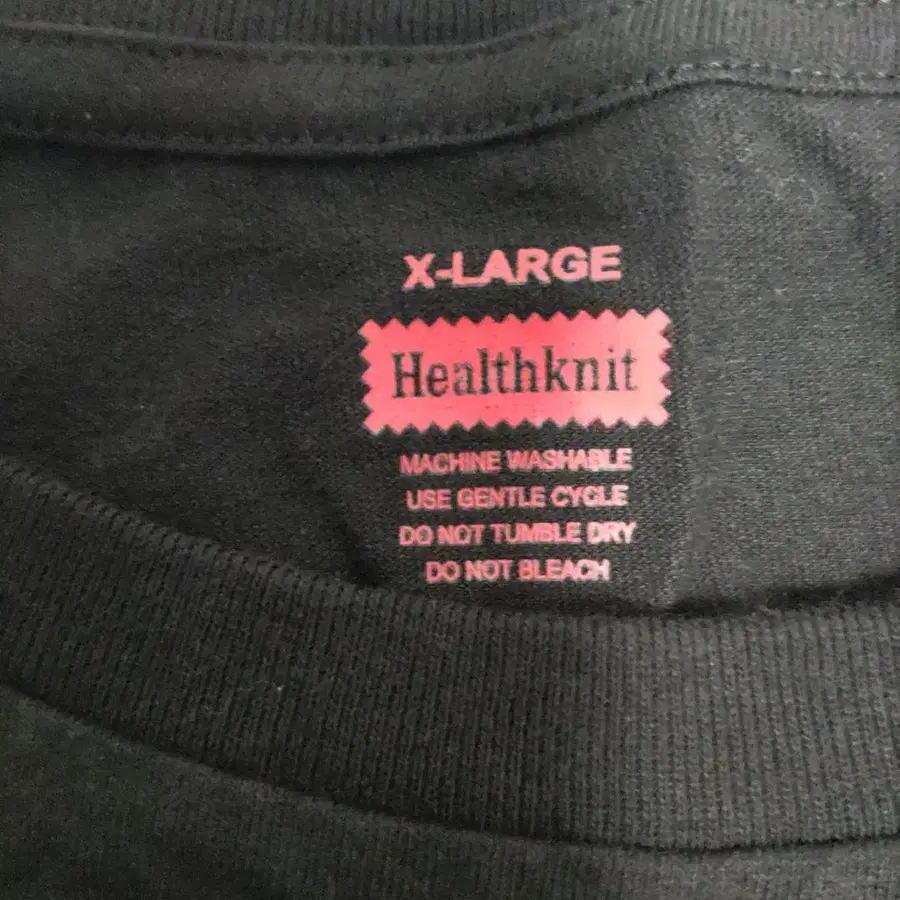 X-LARGE
Healthknit
MACHINE WASHABLE
USE GENTLE CYCLE
DO NOT TUMBLE DRY
DO NOT BLEACH